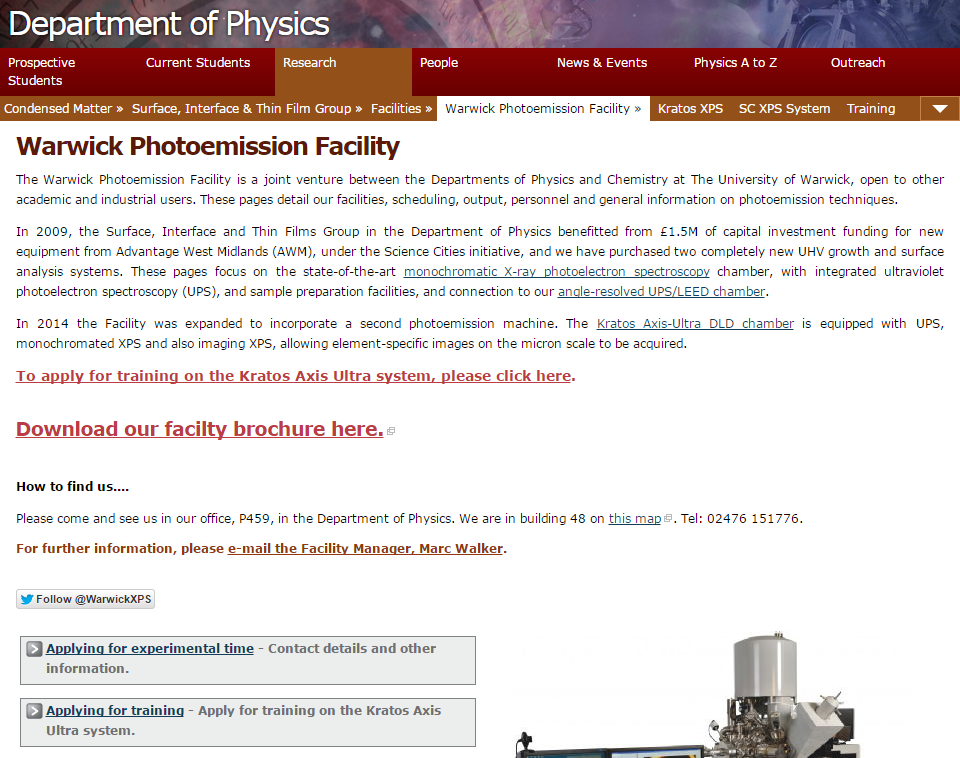 Department of Physics
Prospective Students
Current Students
Research
People
News & Events
Physics A to Z
Outreach
Condensed Matter » Surface, Interface & Thin Film Group » Facilities » Warwick Photoemission Facility » Kratos XPS SC XPS System Training
Warwick Photoemission Facility
The Warwick Photoemission Facility is a joint venture between the Departments of Physics and Chemistry at The University of Warwick, open to other
academic and industrial users. These pages detail our facilities, scheduling, output, personnel and general information on photoemission techniques.
In 2009, the Surface, Interface and Thin Films Group in the Department of Physics benefitted from £1.5M of capital investment funding for new
equipment from Advantage West Midlands (AWM), under the Science Cities initiative, and we have purchased two completely new UHV growth and surface
analysis systems. These pages focus on the state-of-the-art monochromatic X-ray photoelectron spectroscopy chamber, with integrated ultraviolet
photoelectron spectroscopy (UPS), and sample preparation facilities, and connection to our angle-resolved UPS/LEED chamber.
In 2014 the Facility was expanded to incorporate a second photoemission machine. The Kratos Axis-Ultra DLD chamber is equipped with UPS,
monochromated XPS and also imaging XPS, allowing element-specific images on the micron scale to be acquired.
To apply for training on the Kratos Axis Ultra system, please click here.
Download our facilty brochure here.
How to find us....
Please come and see us in our office, P459, in the Department of Physics. We are in building 48 on this map. Tel: 02476 151776.
For further information, please e-mail the Facility Manager, Marc Walker.
Follow @WarwickXPS
Applying for experimental time - Contact details and other
information.
Applying for training - Apply for training on the Kratos Axis
Ultra system.